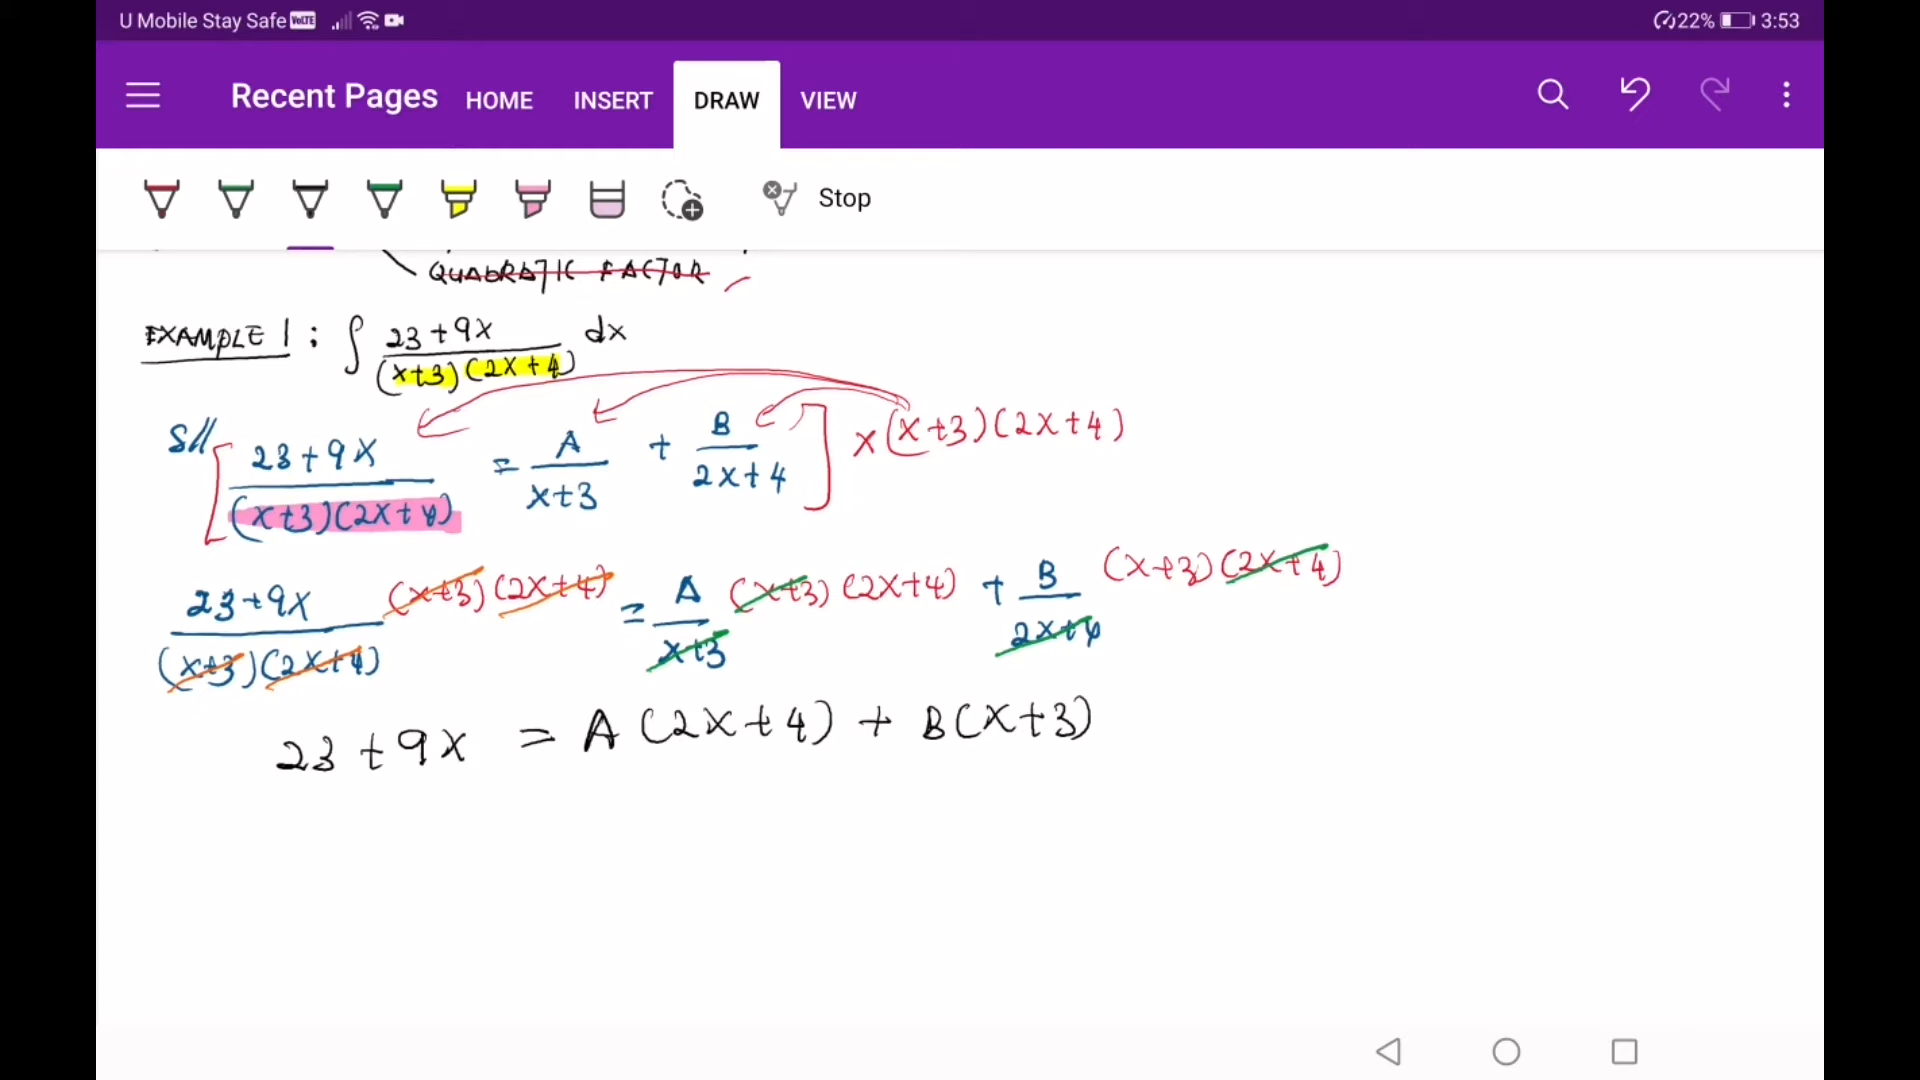 U Mobile Stay Safe VoLTE 22% 3:53
Recent Pages HOME INSERT DRAW VIEW
Stop
QUADRATIC FACTOR
EXAMPLE 1 : ∫ 23+9x / (x+3)(2x+4) dx
Sol
[ 23+9x / (x+3)(2x+4) = A / x+3 + B / 2x+4 ] x (x+3)(2x+4)
23+9x / (x+3)(2x+4) (x+3)(2x+4) = A / x+3 (x+3)(2x+4) + B / 2x+4 (x+3)(2x+4)
23+9x = A(2x+4) + B(x+3)